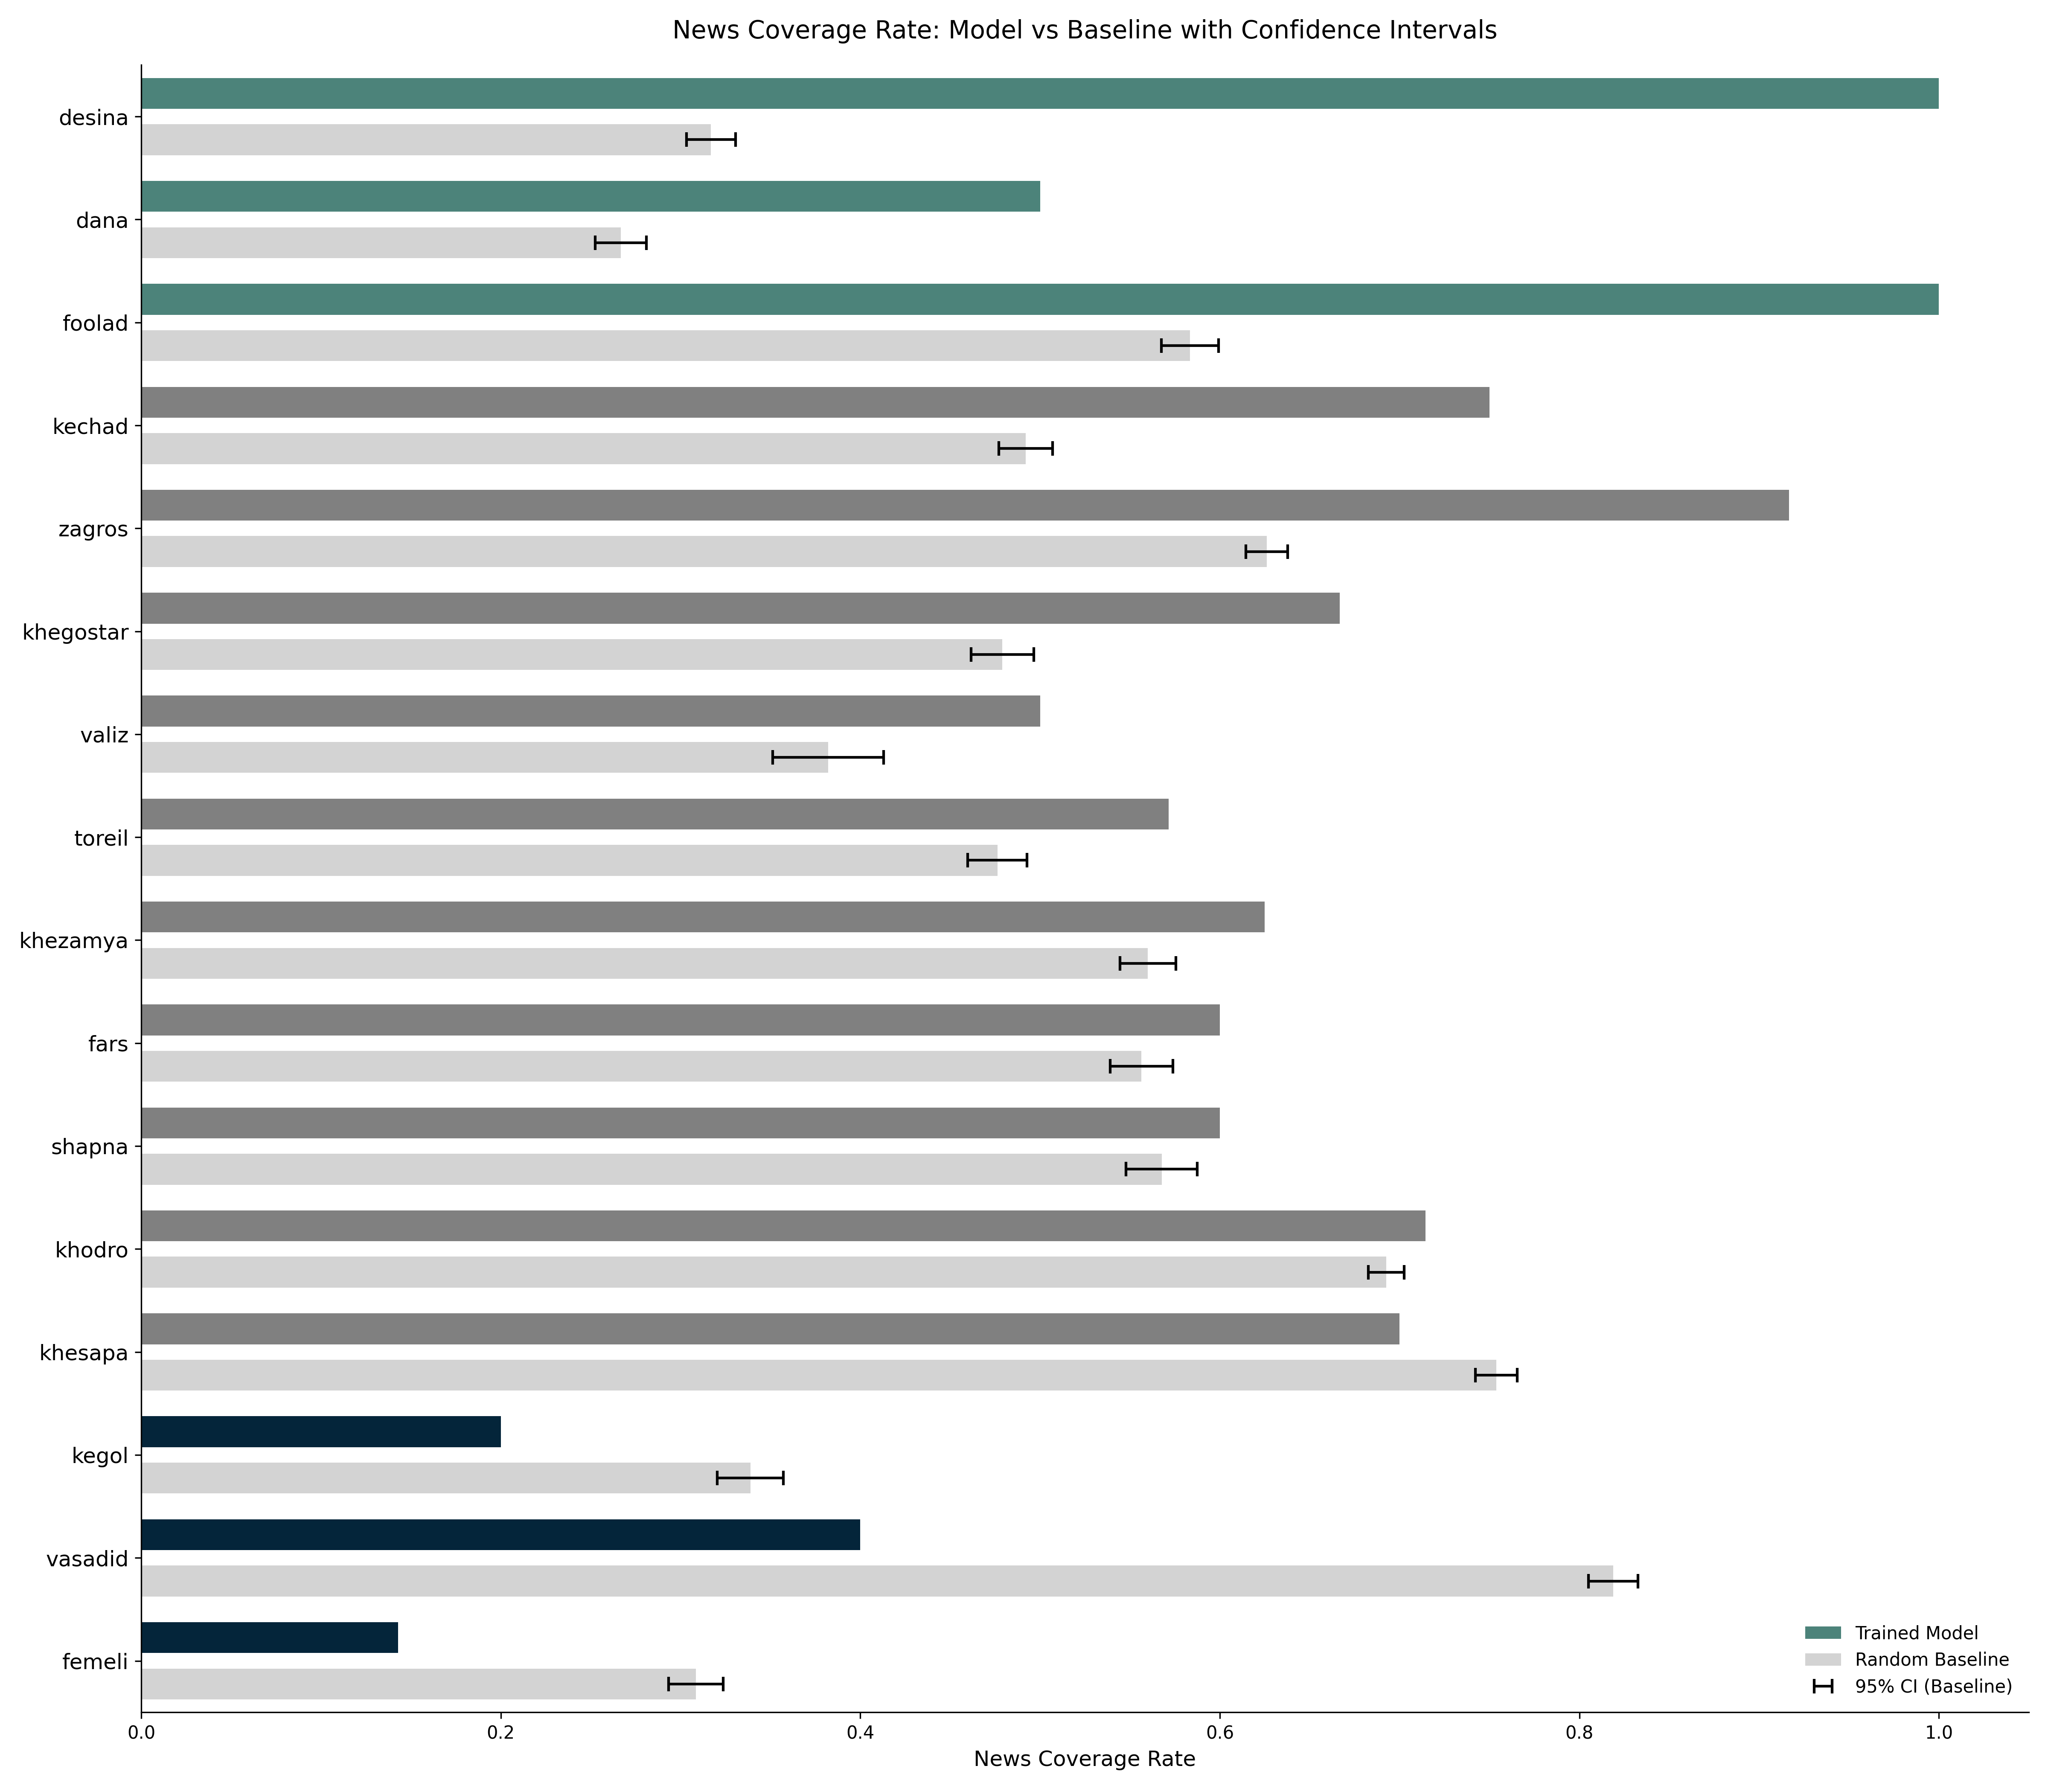 News Coverage Rate: Model vs Baseline with Confidence Intervals
desina
dana
foolad
kechad
zagros
khegostar
valiz
toreil
khezamya
fars
shapna
khodro
khesapa
kegol
vasadid
femeli
Trained Model
Random Baseline
95% CI (Baseline)
0.0 0.2 0.4 0.6 0.8 1.0
News Coverage Rate